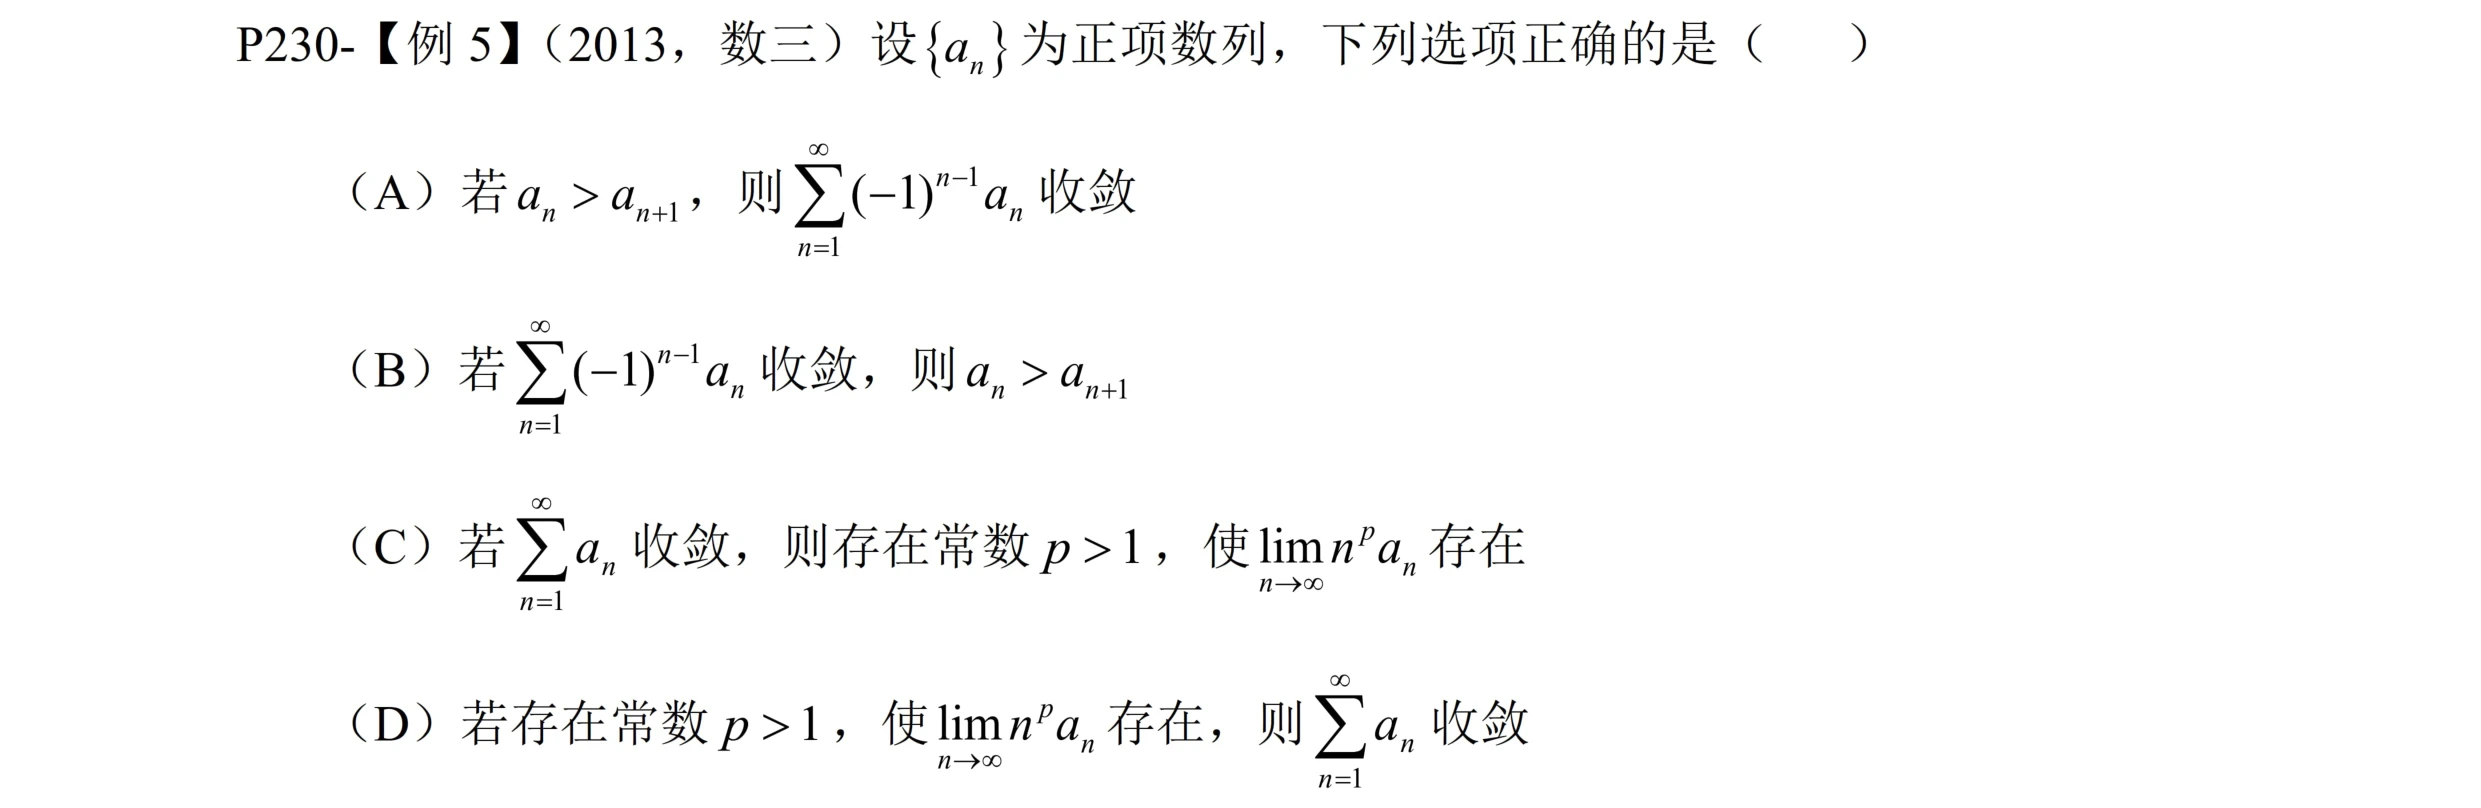 P230-【例 5】（2013，数三）设$\{a_n\}$为正项数列，下列选项正确的是（　　）
（A）若$a_n > a_{n+1}$，则$\sum_{n=1}^{\infty}(-1)^{n-1}a_n$收敛
（B）若$\sum_{n=1}^{\infty}(-1)^{n-1}a_n$收敛，则$a_n > a_{n+1}$
（C）若$\sum_{n=1}^{\infty}a_n$收敛，则存在常数$p>1$，使$\lim_{n\to\infty}n^p a_n$存在
（D）若存在常数$p>1$，使$\lim_{n\to\infty}n^p a_n$存在，则$\sum_{n=1}^{\infty}a_n$收敛